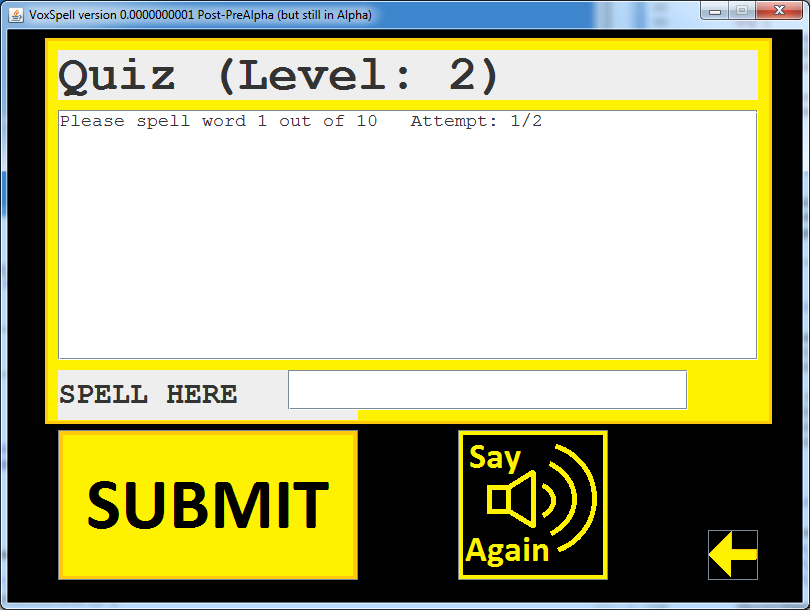 VoxSpell version 0.0000000001 Post-PreAlpha (but still in Alpha)
Quiz (Level: 2)
Please spell word 1 out of 10   Attempt: 1/2
SPELL HERE
SUBMIT
Say
Again